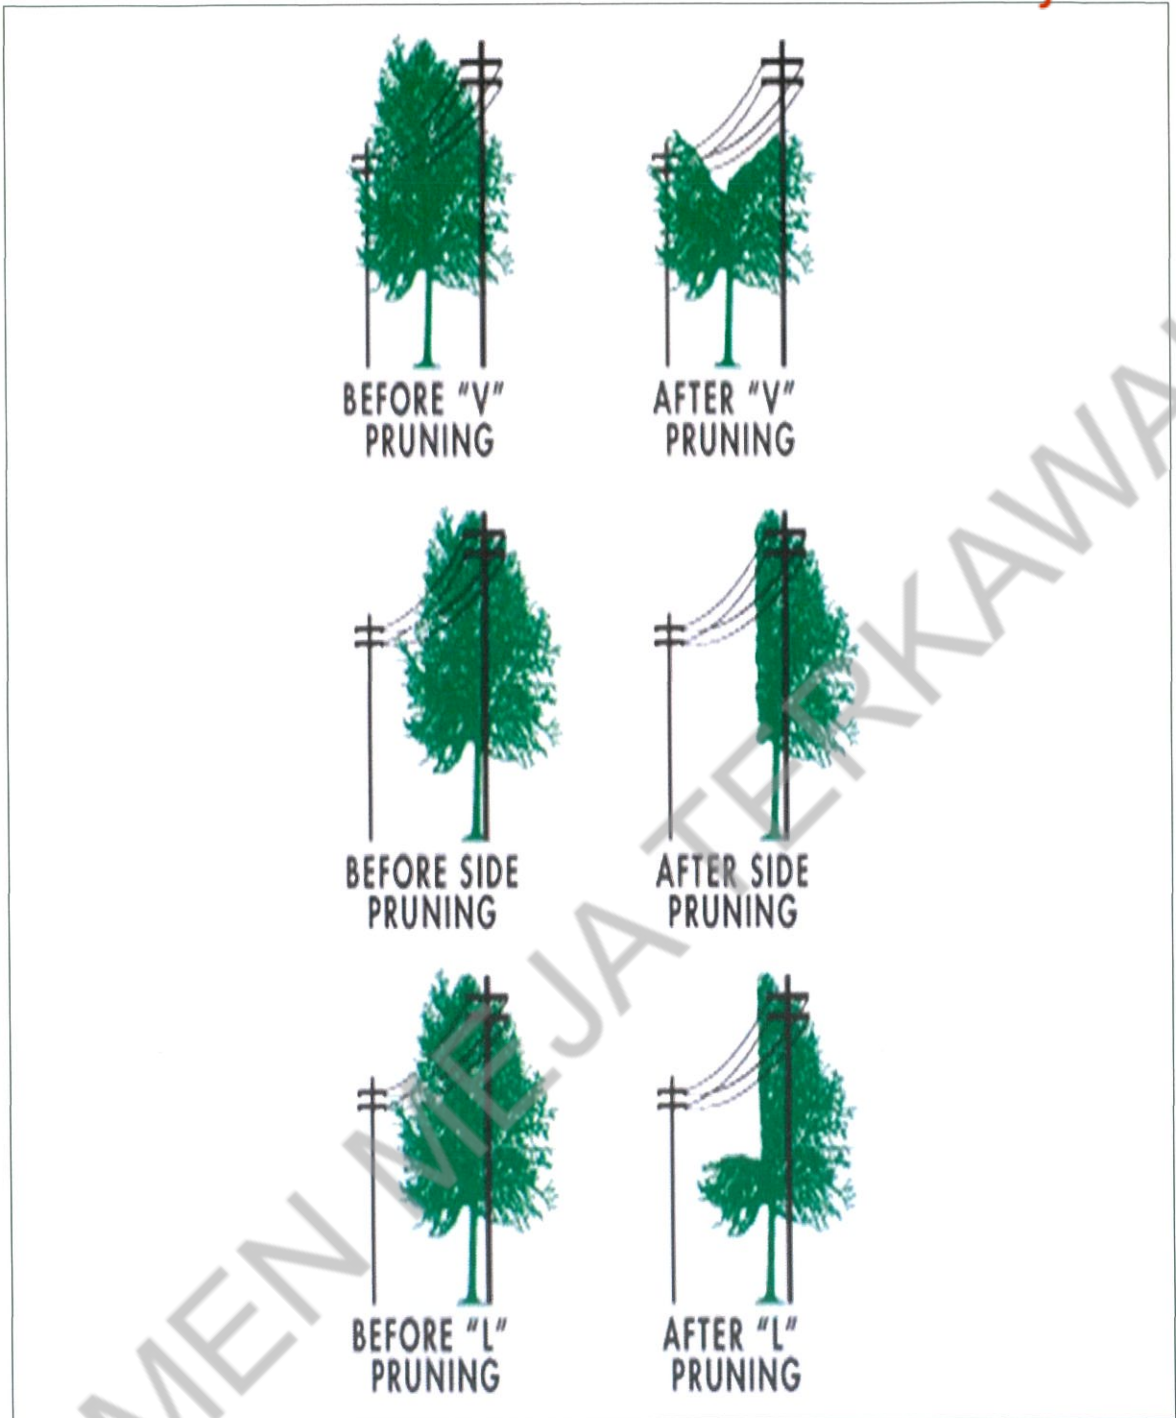 BEFORE "V" AFTER "V"
PRUNING PRUNING
BEFORE SIDE AFTER SIDE
PRUNING PRUNING
BEFORE "L" AFTER "L"
PRUNING PRUNING
MEN MEJA TERKAWA